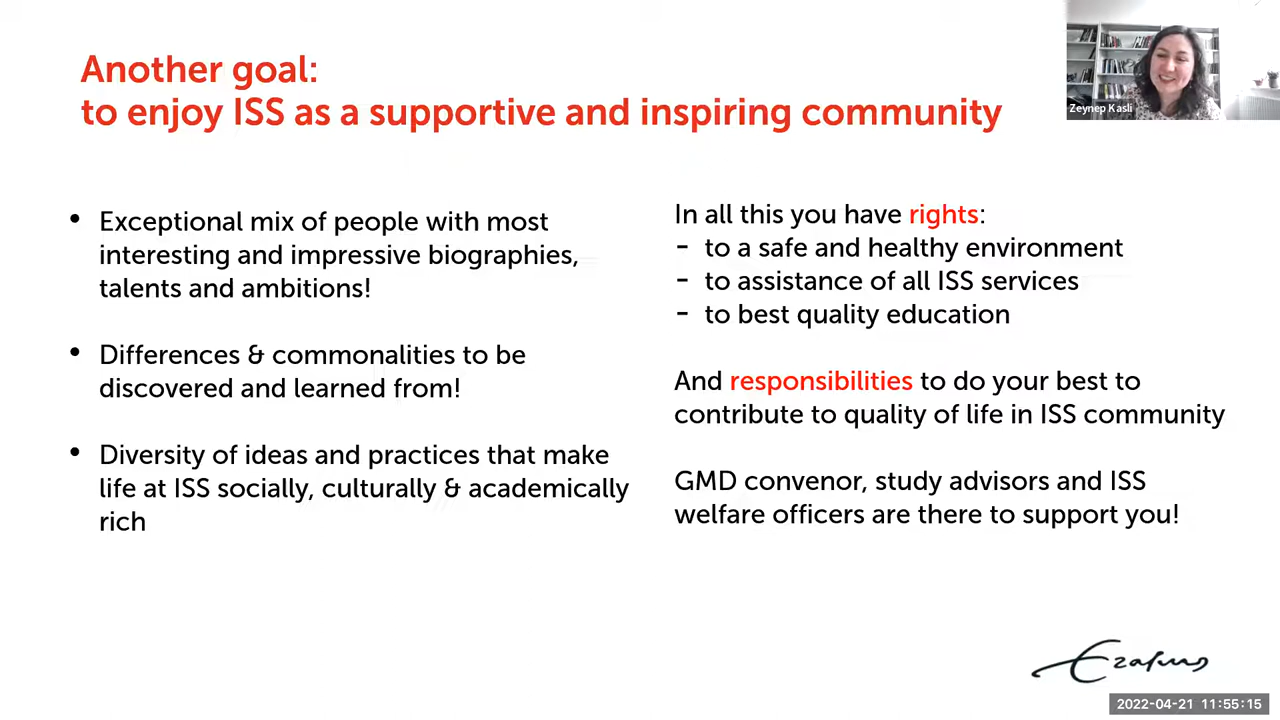 Another goal:
to enjoy ISS as a supportive and inspiring community
Zeynep Kasli
• Exceptional mix of people with most
interesting and impressive biographies,
talents and ambitions!
• Differences & commonalities to be
discovered and learned from!
• Diversity of ideas and practices that make
life at ISS socially, culturally & academically
rich
In all this you have rights:
- to a safe and healthy environment
- to assistance of all ISS services
- to best quality education
And responsibilities to do your best to
contribute to quality of life in ISS community
GMD convenor, study advisors and ISS
welfare officers are there to support you!
Erasmus
2022-04-21 11:55:15